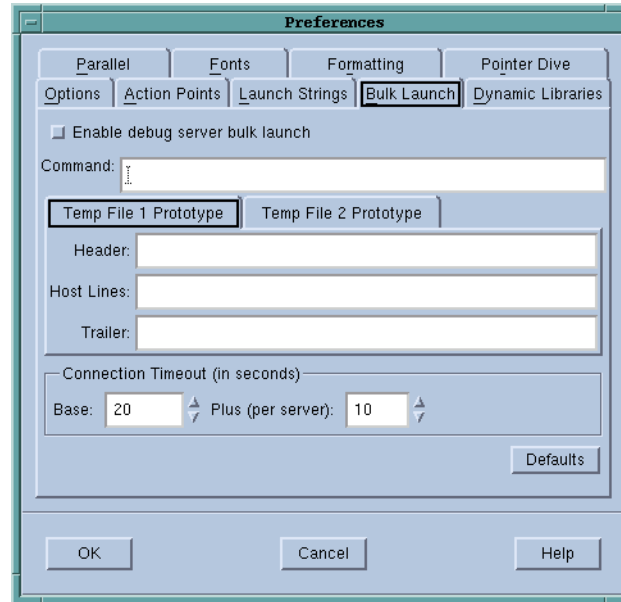 Preferences
Parallel Fonts Formatting Pointer Dive
Options Action Points Launch Strings Bulk Launch Dynamic Libraries
Enable debug server bulk launch
Command:
Temp File 1 Prototype Temp File 2 Prototype
Header:
Host Lines:
Trailer:
Connection Timeout (in seconds)
Base: 20 Plus (per server): 10
Defaults
OK Cancel Help